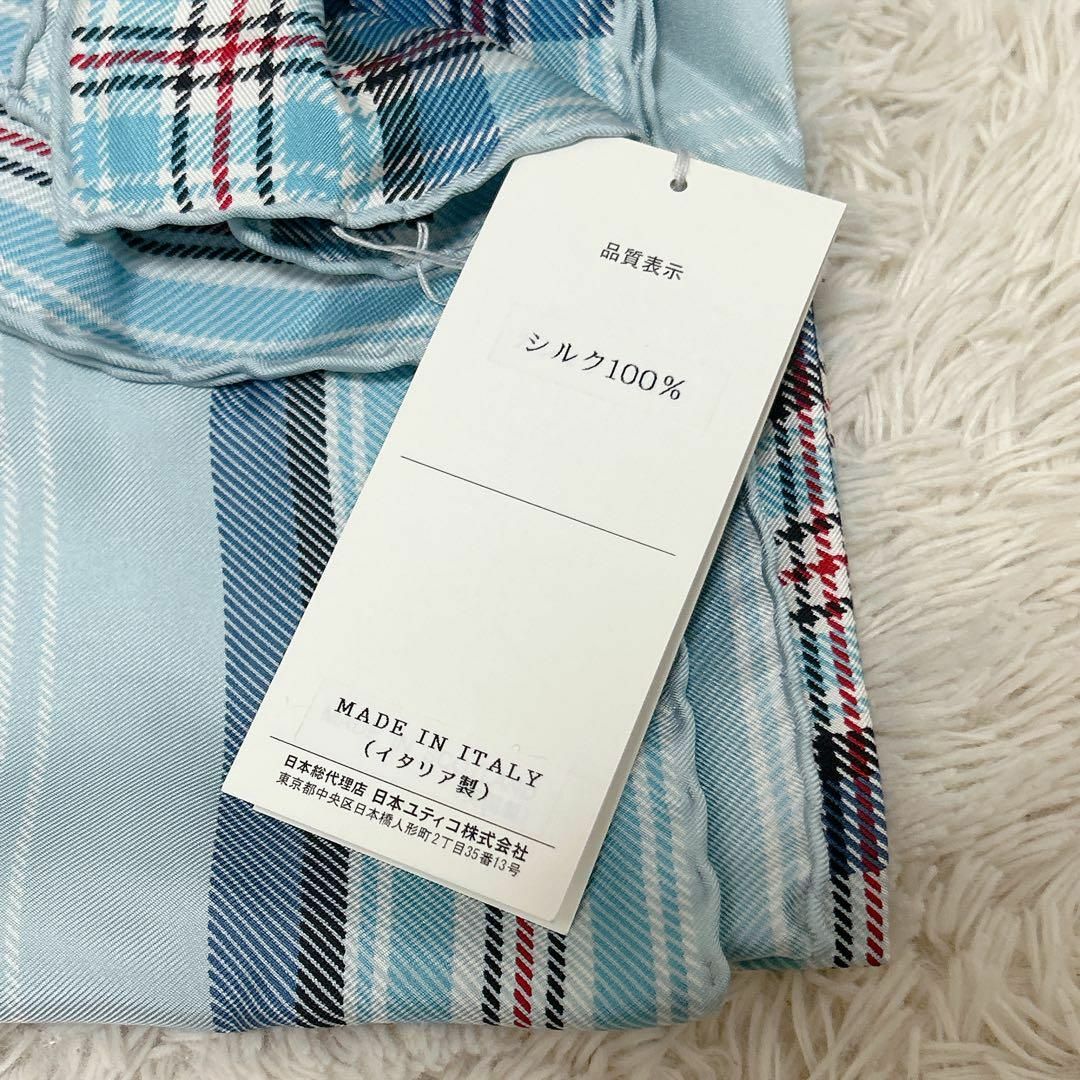 品質表示
シルク100%
MADE IN ITALY
(イタリア製)
日本総代理店 日本ユティコ株式会社
東京都中央区日本橋人形町2丁目35番13号